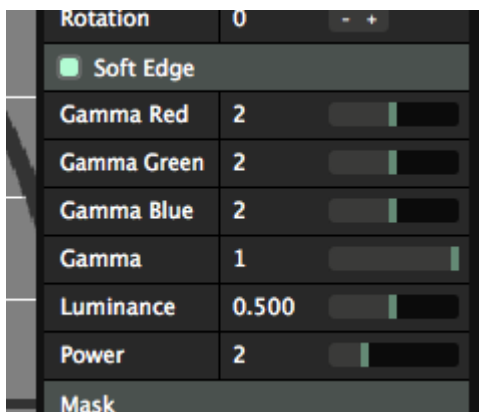 Rotation 0 - +
Soft Edge
Gamma Red 2
Gamma Green 2
Gamma Blue 2
Gamma 1
Luminance 0.500
Power 2
Mask